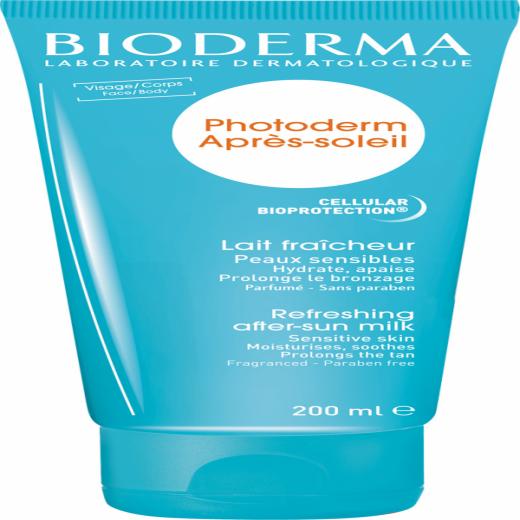 BIODERMA
LABORATOIRE DERMATOLOGIQUE
Visage/Corps
Face/Body
Photoderm
Après-soleil
CELLULAR
BIOPROTECTION®
Lait fraîcheur
Peaux sensibles
Hydrate, apaise
Prolonge le bronzage
Parfumé - Sans paraben
Refreshing
after-sun milk
Sensitive skin
Moisturises, soothes
Prolongs the tan
Fragranced - Paraben free
200 ml ℮